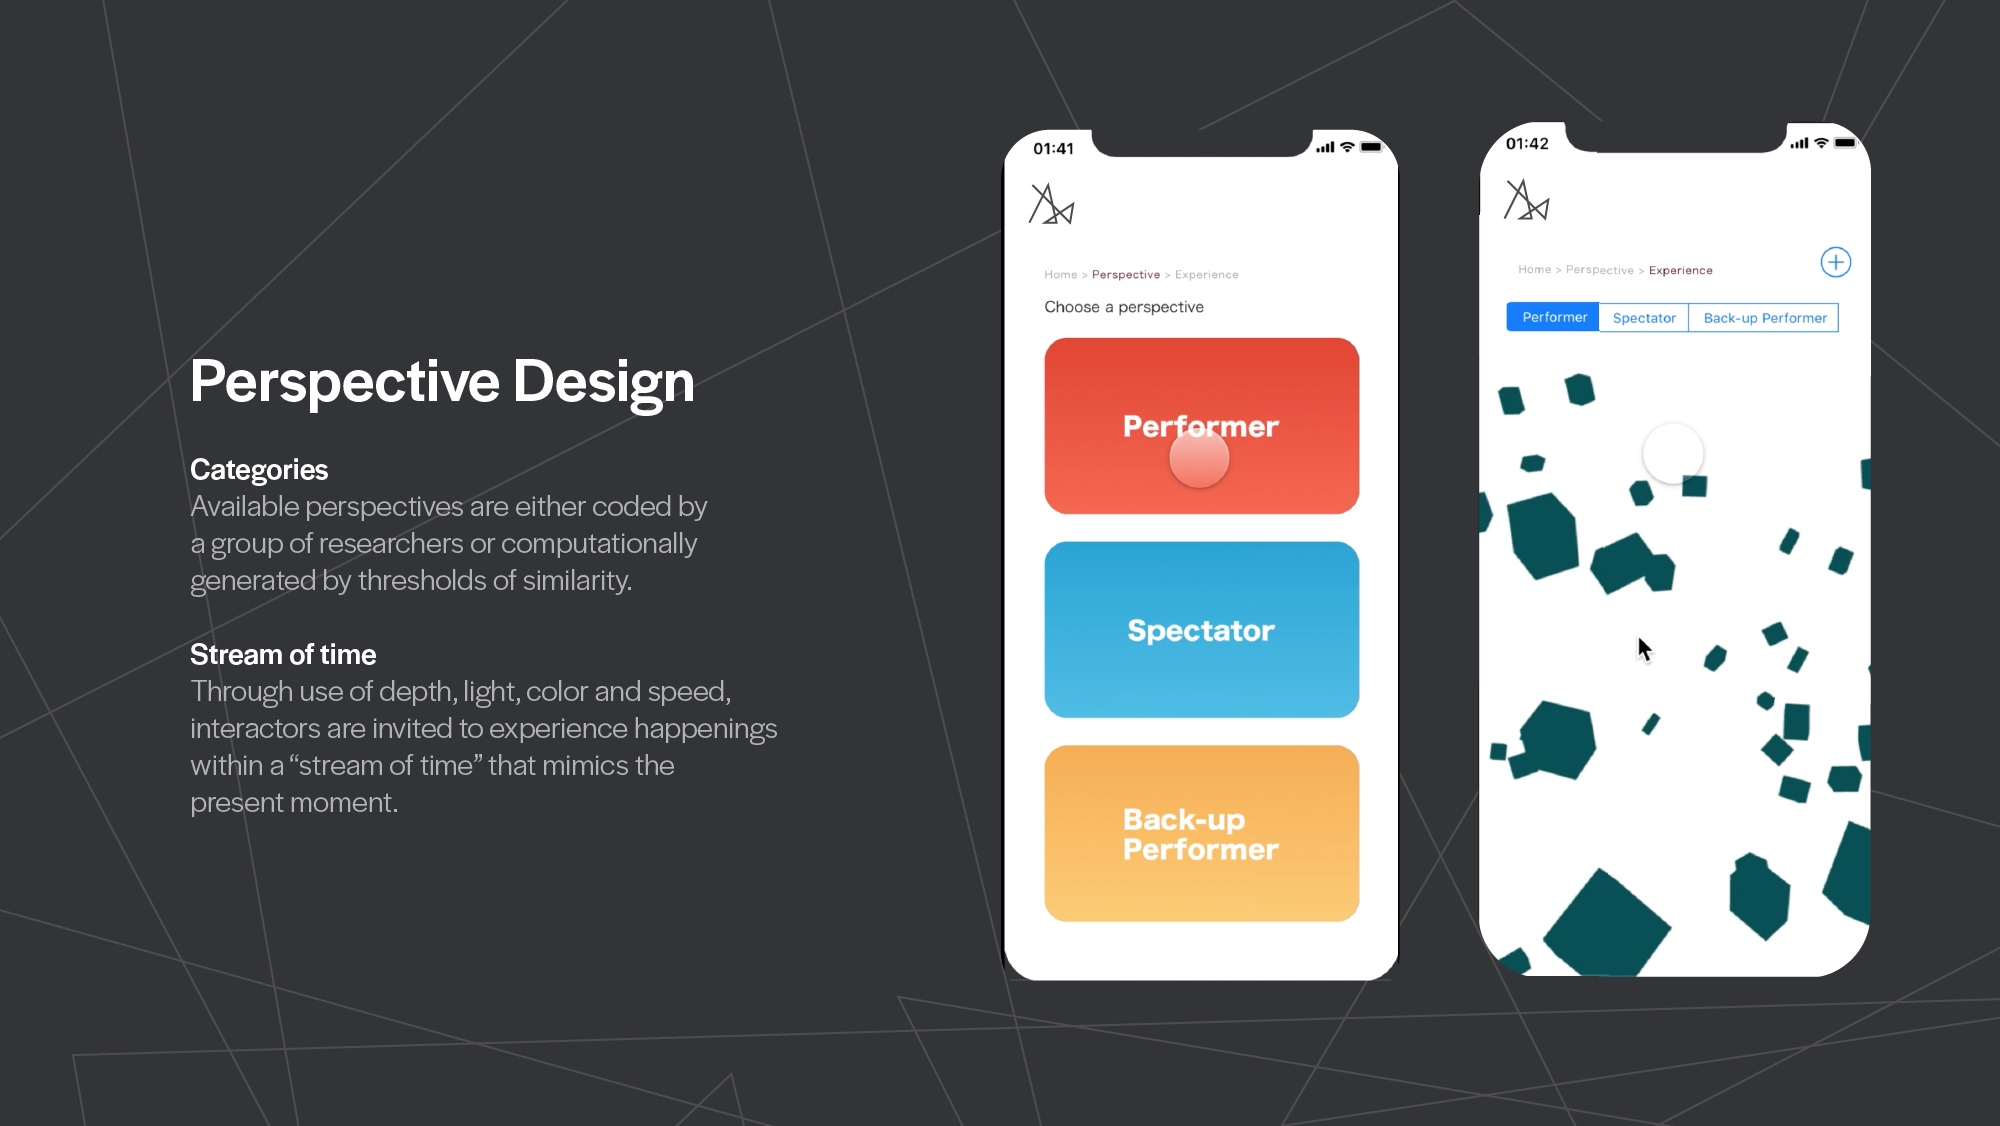 Perspective Design
Categories
Available perspectives are either coded by
a group of researchers or computationally
generated by thresholds of similarity.
Stream of time
Through use of depth, light, color and speed,
interactors are invited to experience happenings
within a “stream of time” that mimics the
present moment.
01:41
Home > Perspective > Experience
Choose a perspective
Performer
Spectator
Back-up
Performer
01:42
Home > Perspective > Experience
Performer Spectator Back-up Performer